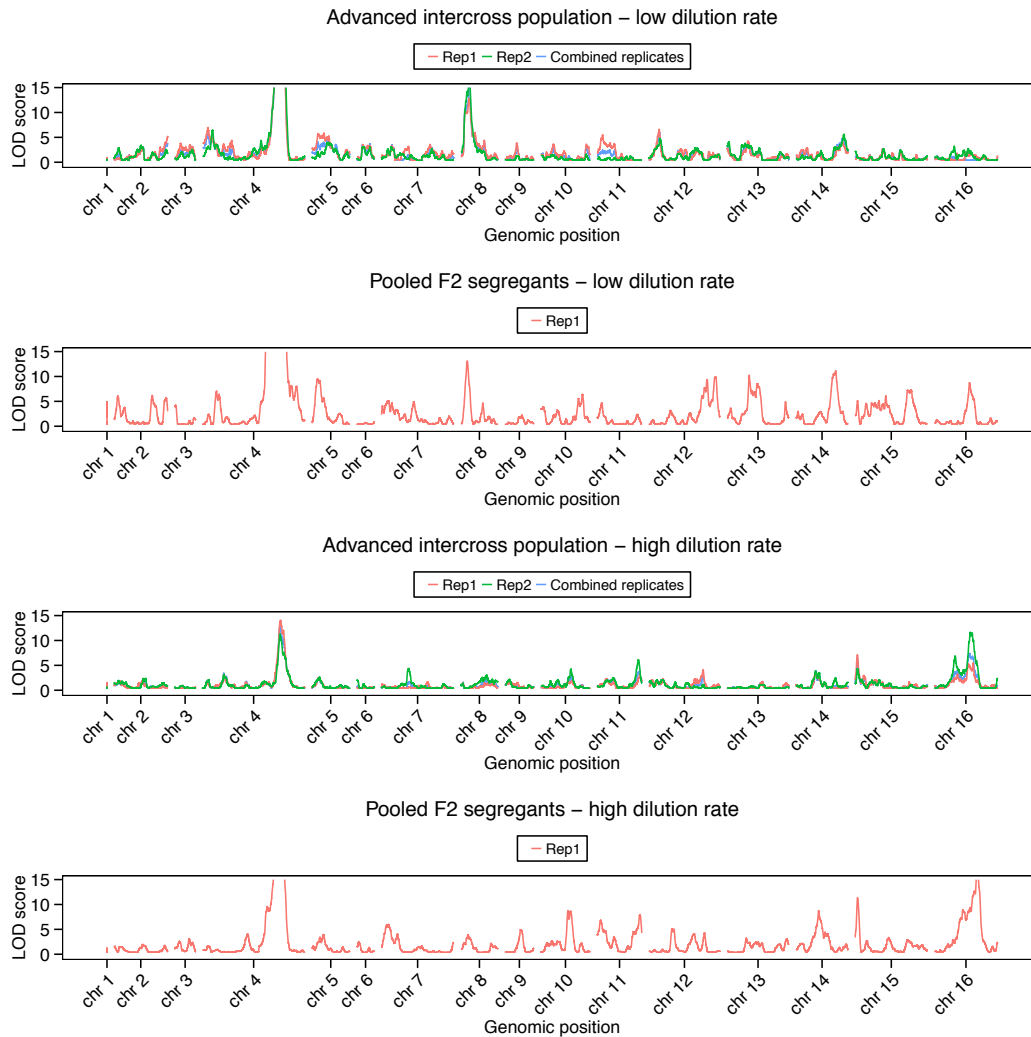 Advanced intercross population – low dilution rate
Rep1 Rep2 Combined replicates
LOD score
15
10
5
0
chr 1 chr 2 chr 3 chr 4 chr 5 chr 6 chr 7 chr 8 chr 9 chr 10 chr 11 chr 12 chr 13 chr 14 chr 15 chr 16
Genomic position
Pooled F2 segregants – low dilution rate
Rep1
LOD score
15
10
5
0
chr 1 chr 2 chr 3 chr 4 chr 5 chr 6 chr 7 chr 8 chr 9 chr 10 chr 11 chr 12 chr 13 chr 14 chr 15 chr 16
Genomic position
Advanced intercross population – high dilution rate
Rep1 Rep2 Combined replicates
LOD score
15
10
5
0
chr 1 chr 2 chr 3 chr 4 chr 5 chr 6 chr 7 chr 8 chr 9 chr 10 chr 11 chr 12 chr 13 chr 14 chr 15 chr 16
Genomic position
Pooled F2 segregants – high dilution rate
Rep1
LOD score
15
10
5
0
chr 1 chr 2 chr 3 chr 4 chr 5 chr 6 chr 7 chr 8 chr 9 chr 10 chr 11 chr 12 chr 13 chr 14 chr 15 chr 16
Genomic position